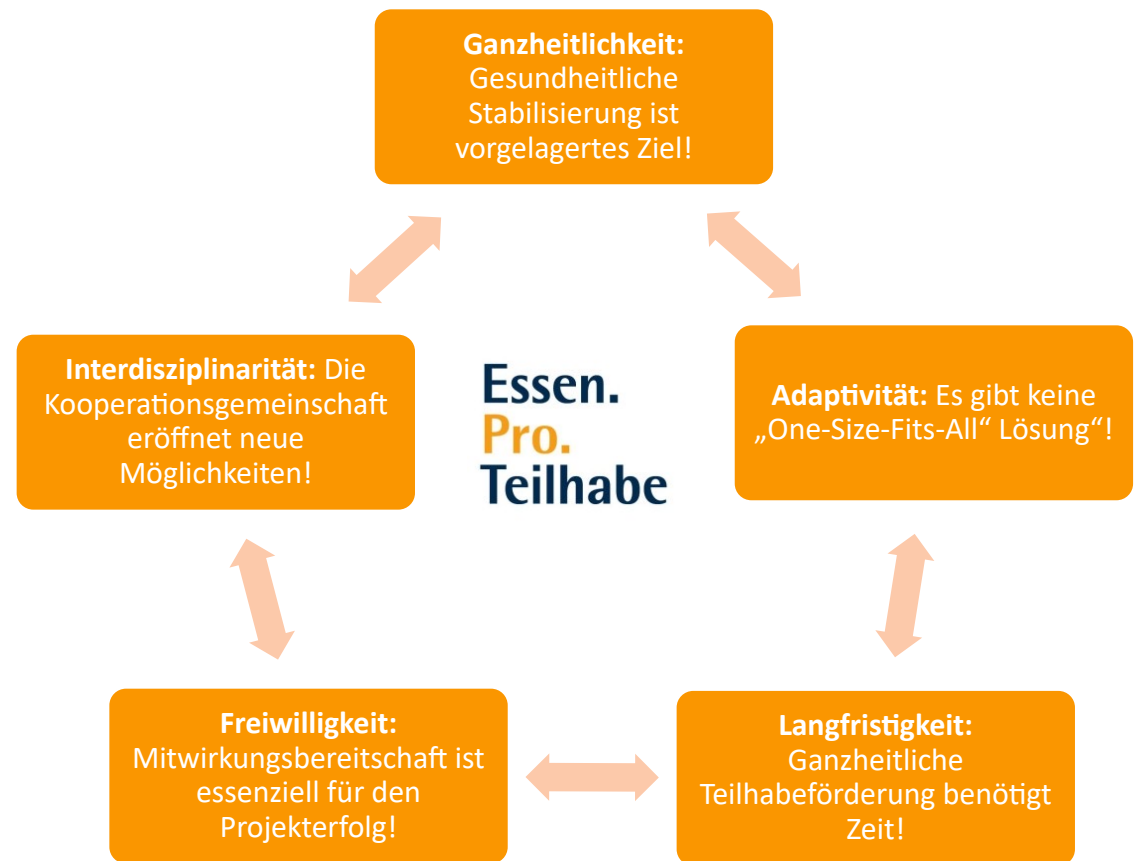 Ganzheitlichkeit:
Gesundheitliche
Stabilisierung ist
vorgelagertes Ziel!
Interdisziplinarität: Die
Kooperationsgemeinschaft
eröffnet neue
Möglichkeiten!
Essen.
Pro.
Teilhabe
Adaptivität: Es gibt keine
„One-Size-Fits-All“ Lösung“!
Freiwilligkeit:
Mitwirkungsbereitschaft ist
essenziell für den
Projekterfolg!
Langfristigkeit:
Ganzheitliche
Teilhabeförderung benötigt
Zeit!